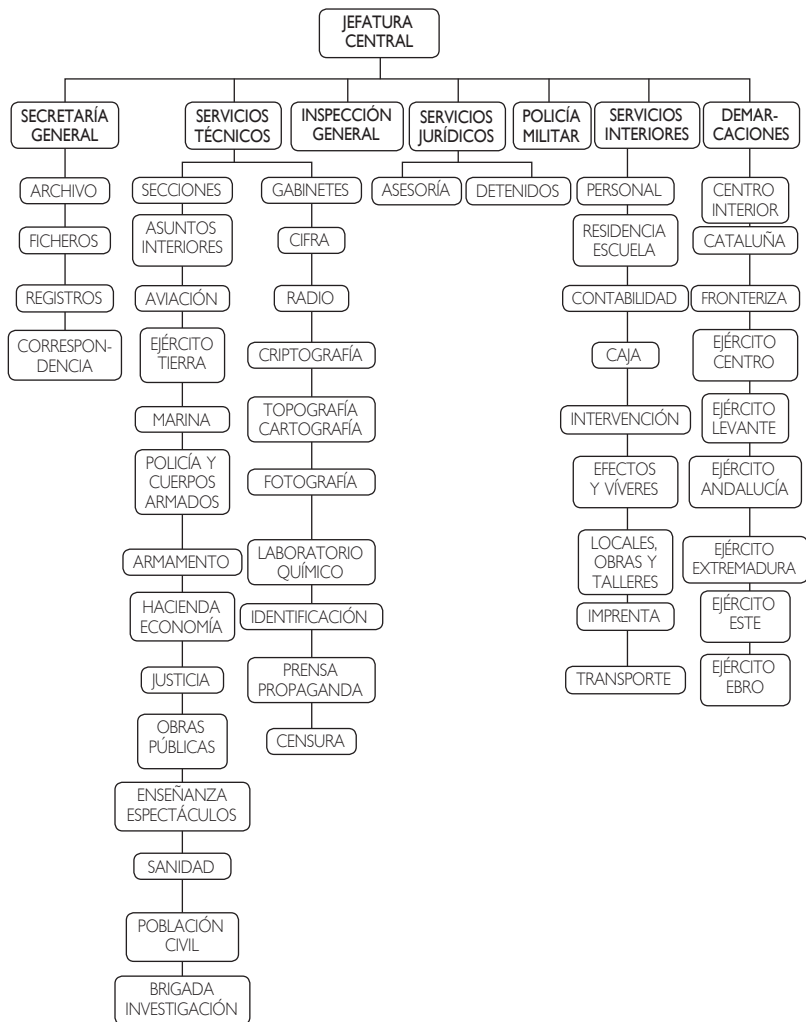 JEFATURA
CENTRAL
SECRETARÍA
GENERAL
SERVICIOS
TÉCNICOS
INSPECCIÓN
GENERAL
SERVICIOS
JURÍDICOS
POLICÍA
MILITAR
SERVICIOS
INTERIORES
DEMAR-
CACIONES
ARCHIVO
FICHEROS
REGISTROS
CORRESPON-
DENCIA
SECCIONES
ASUNTOS
INTERIORES
AVIACIÓN
EJÉRCITO
TIERRA
MARINA
POLICÍA Y
CUERPOS
ARMADOS
ARMAMENTO
HACIENDA
ECONOMÍA
JUSTICIA
OBRAS
PÚBLICAS
ENSEÑANZA
ESPECTÁCULOS
SANIDAD
POBLACIÓN
CIVIL
BRIGADA
INVESTIGACIÓN
GABINETES
CIFRA
RADIO
CRIPTOGRAFÍA
TOPOGRAFÍA
CARTOGRAFÍA
FOTOGRAFÍA
LABORATORIO
QUÍMICO
IDENTIFICACIÓN
PRENSA
PROPAGANDA
CENSURA
ASESORÍA
DETENIDOS
PERSONAL
RESIDENCIA
ESCUELA
CONTABILIDAD
CAJA
INTERVENCIÓN
EFECTOS
Y VÍVERES
LOCALES,
OBRAS Y
TALLERES
IMPRENTA
TRANSPORTE
CENTRO
INTERIOR
CATALUÑA
FRONTERIZA
EJÉRCITO
CENTRO
EJÉRCITO
LEVANTE
EJÉRCITO
ANDALUCÍA
EJÉRCITO
EXTREMADURA
EJÉRCITO
ESTE
EJÉRCITO
EBRO